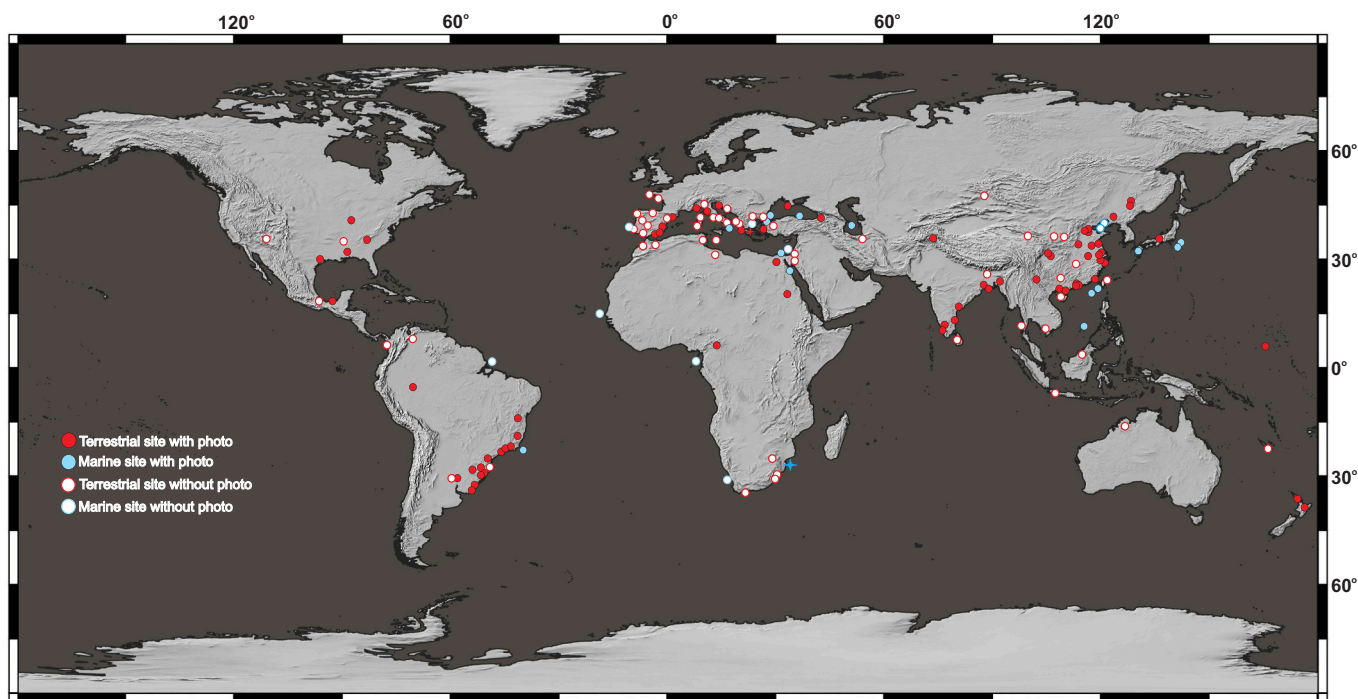 120° 60° 0° 60° 120°
60°
30°
0°
30°
60°
Terrestrial site with photo
Marine site with photo
Terrestrial site without photo
Marine site without photo